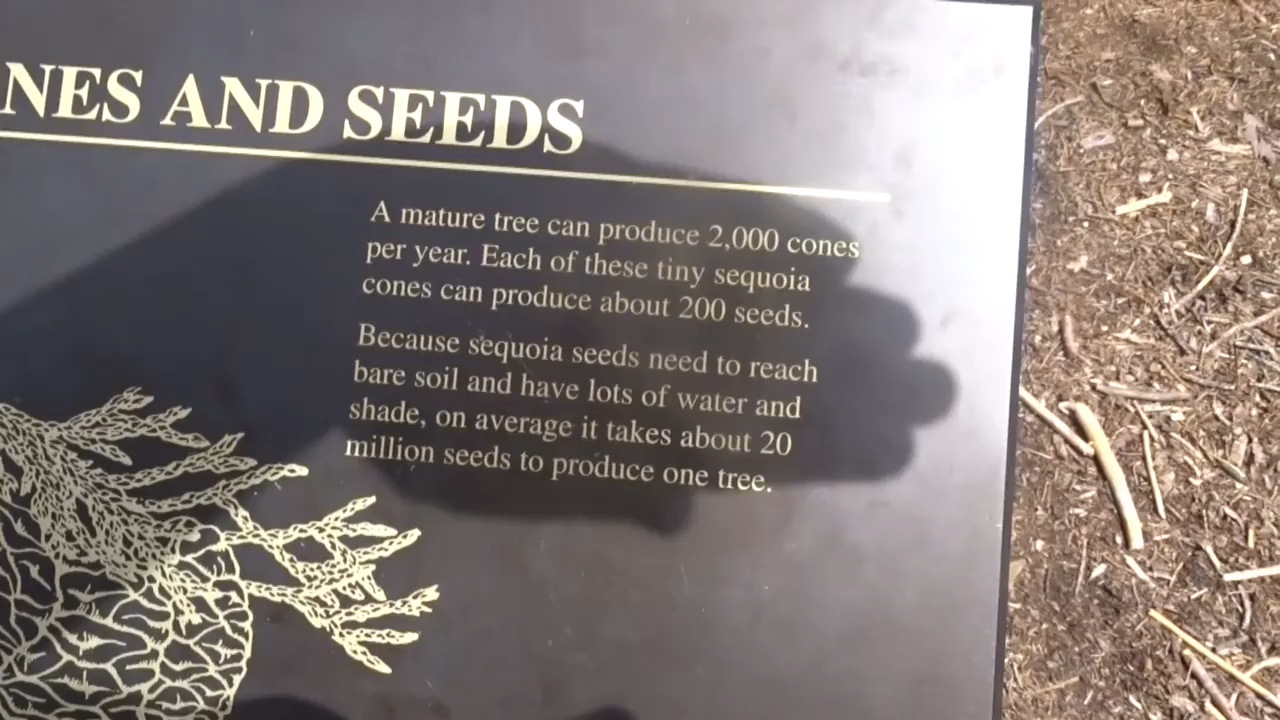 NES AND SEEDS
A mature tree can produce 2,000 cones
per year. Each of these tiny sequoia
cones can produce about 200 seeds.
Because sequoia seeds need to reach
bare soil and have lots of water and
shade, on average it takes about 20
million seeds to produce one tree.